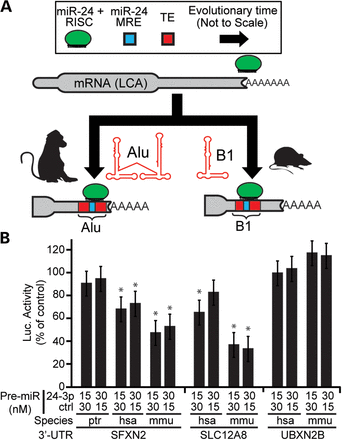 A
miR-24 + RISC
miR-24 MRE
TE
Evolutionary time (Not to Scale)
mRNA (LCA)
AAAAAAA
Alu
B1
AAAAA
AAAAA
Alu
B1
B
Luc. Activity (% of control)
120
100
80
60
40
20
0
* * * * * * *
Pre-miR (nM)
24-3p 15 30 15 30 15 30 15 30 15 30 15 30 15 30
ctrl 30 15 30 15 30 15 30 15 30 15 30 15 30 15
Species ptr hsa mmu hsa mmu hsa mmu
3'-UTR SFXN2 SLC12A8 UBXN2B